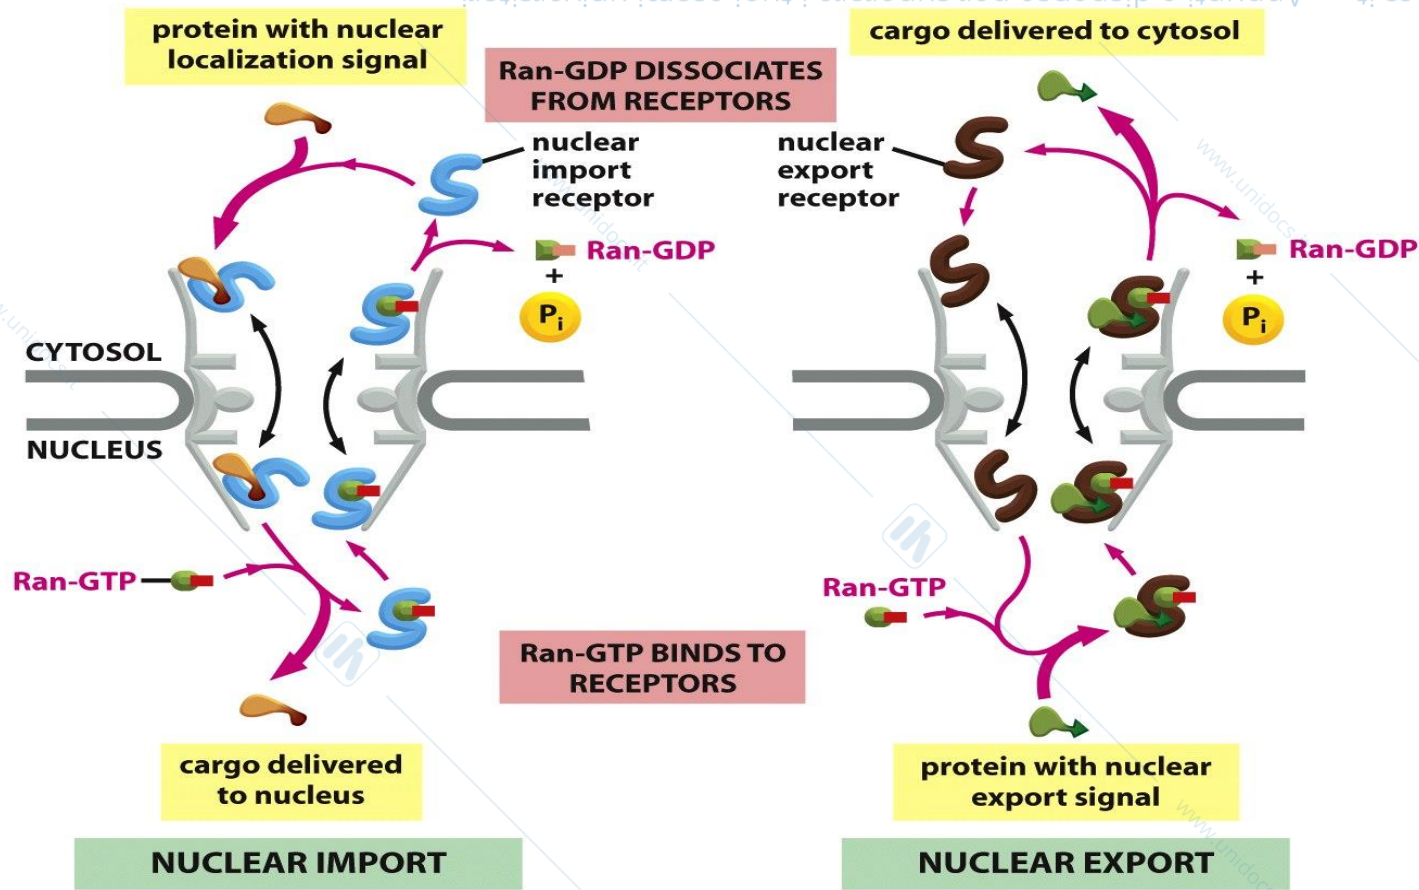 protein with nuclear
localization signal
Ran-GDP DISSOCIATES
FROM RECEPTORS
nuclear
import
receptor
Ran-GDP
+
Pi
CYTOSOL
NUCLEUS
Ran-GTP
Ran-GTP BINDS TO
RECEPTORS
cargo delivered
to nucleus
NUCLEAR IMPORT
cargo delivered to cytosol
nuclear
export
receptor
Ran-GDP
+
Pi
Ran-GTP
protein with nuclear
export signal
NUCLEAR EXPORT